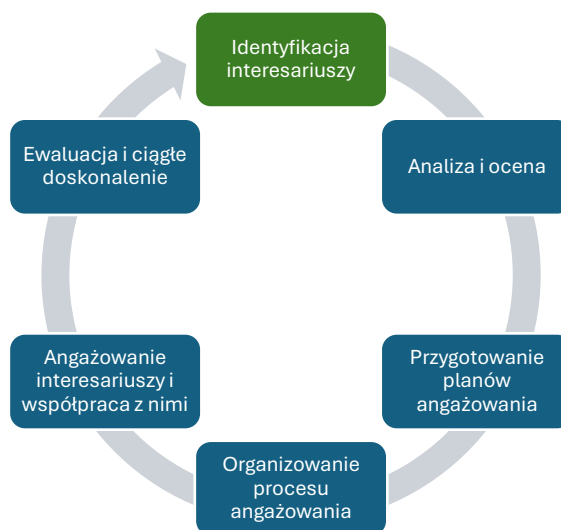 Identyfikacja
interesariuszy
Analiza i ocena
Przygotowanie
planów
angażowania
Organizowanie
procesu
angażowania
Angażowanie
interesariuszy i
współpraca z nimi
Ewaluacja i ciągłe
doskonalenie